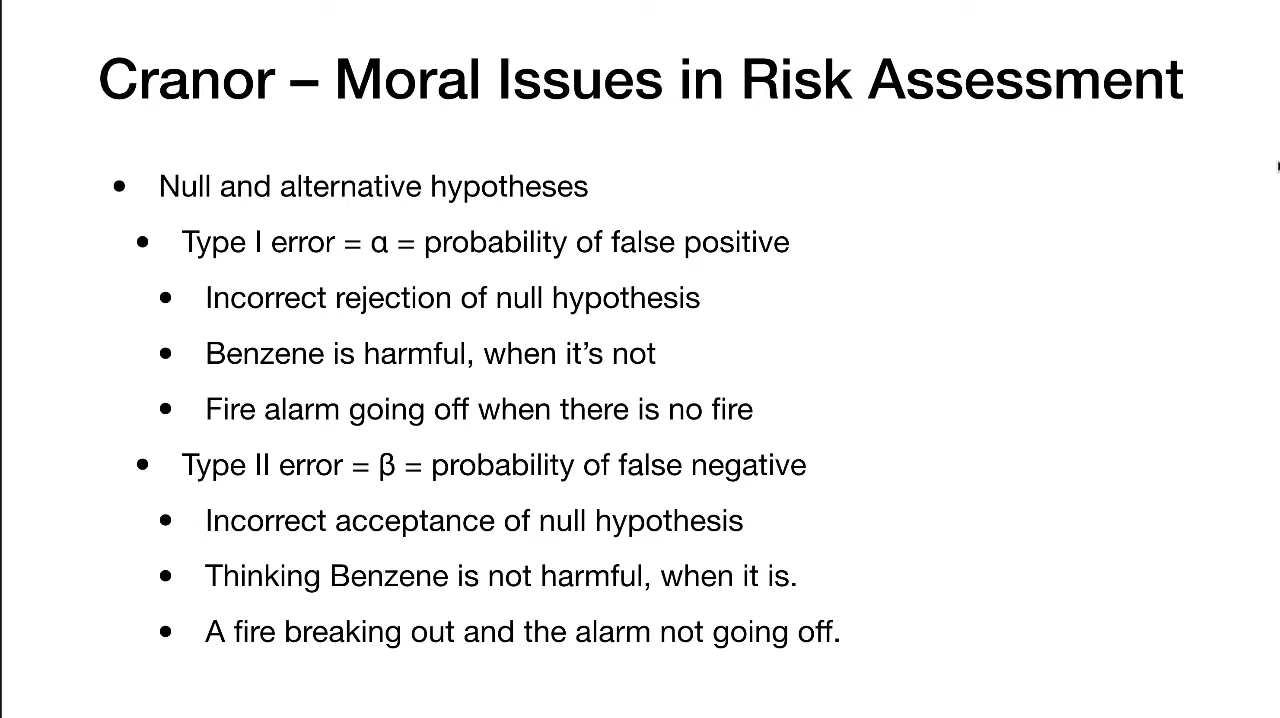 Cranor – Moral Issues in Risk Assessment
• Null and alternative hypotheses
• Type I error = α = probability of false positive
• Incorrect rejection of null hypothesis
• Benzene is harmful, when it’s not
• Fire alarm going off when there is no fire
• Type II error = β = probability of false negative
• Incorrect acceptance of null hypothesis
• Thinking Benzene is not harmful, when it is.
• A fire breaking out and the alarm not going off.